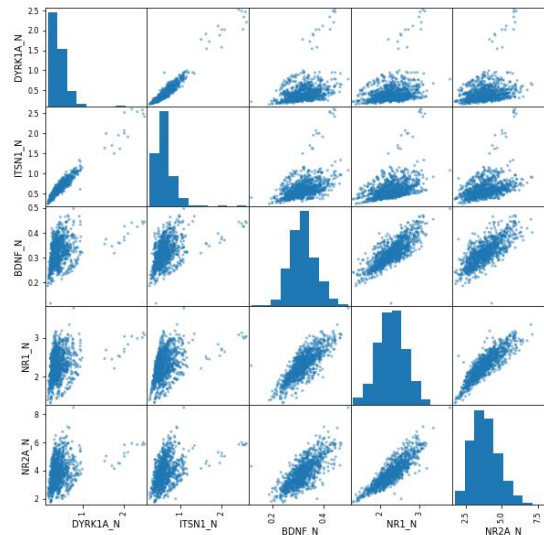 2.5
2.0
1.5
1.0
0.5
DYRK1A_N
2.5
2.0
1.5
1.0
0.5
ITSN1_N
0.5
0.4
0.3
0.2
BDNF_N
3
2
NR1_N
8
6
4
2
NR2A_N
1 2 1 2 0.2 0.4 2 3 2.5 5.0 7.5
DYRK1A_N ITSN1_N BDNF_N NR1_N NR2A_N